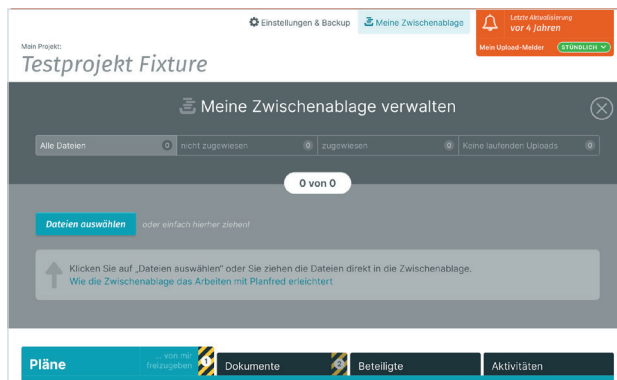 Einstellungen & Backup
Meine Zwischenablage
Letzte Aktualisierung
vor 4 Jahren
Mein Upload-Melder
STÜNDLICH
Mein Projekt:
Testprojekt Fixture
Meine Zwischenablage verwalten
Alle Dateien 0
nicht zugewiesen 0
zugewiesen 0
Keine laufenden Uploads 0
0 von 0
Dateien auswählen
oder einfach hierher ziehen!
Klicken Sie auf „Dateien auswählen" oder Sie ziehen die Dateien direkt in die Zwischenablage.
Wie die Zwischenablage das Arbeiten mit Planfred erleichtert
Pläne
... von mir
freizugeben
1
Dokumente
2
Beteiligte
Aktivitäten